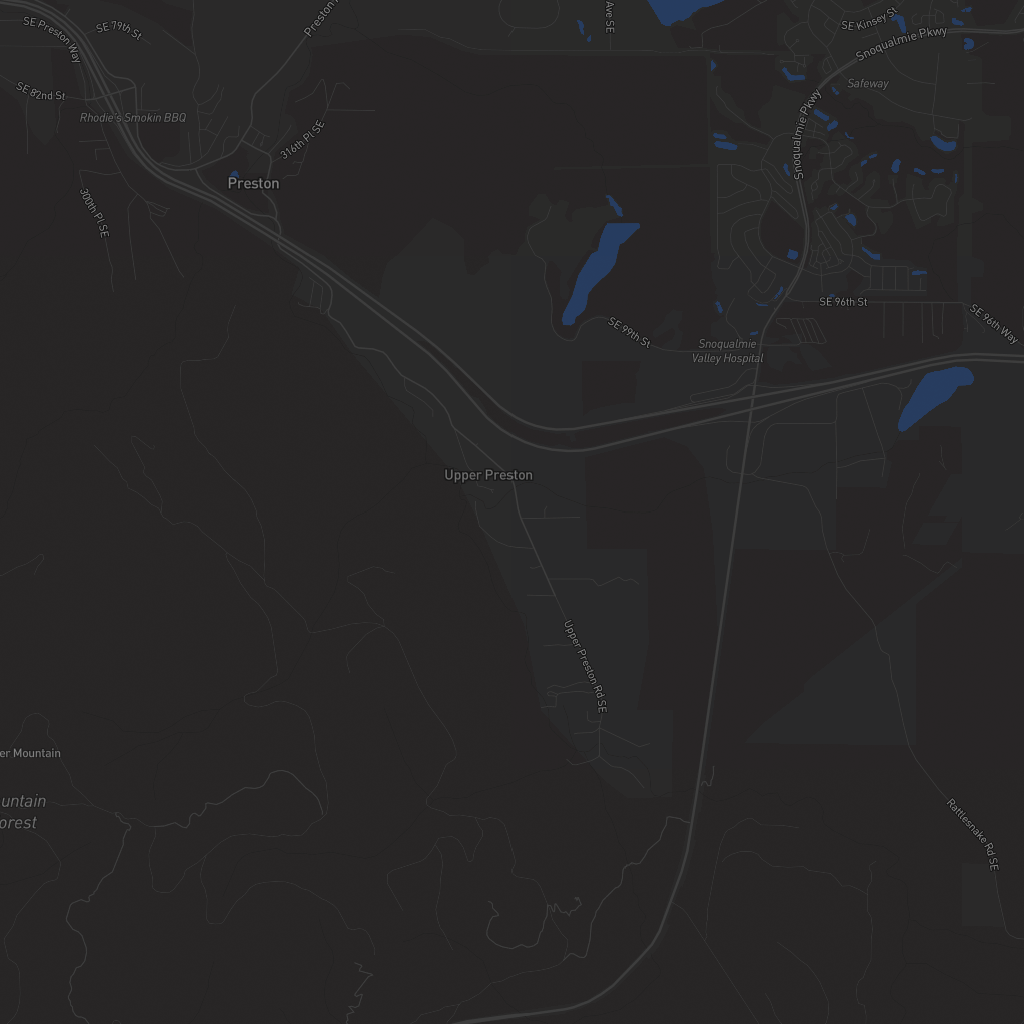 SE Preston Way
SE 79th St
Preston
Ave SE
SE Kinsey St
Snoqualmie Pkwy
SE 82nd St
Safeway
Rhodie's Smokin BBQ
316th Pl SE
Snoqualmie Pkwy
Preston
300th Pl SE
SE 96th St
SE 96th Way
SE 99th St
Snoqualmie
Valley Hospital
Upper Preston
Upper Preston Rd SE
er Mountain
untain
orest
Rattlesnake Rd SE